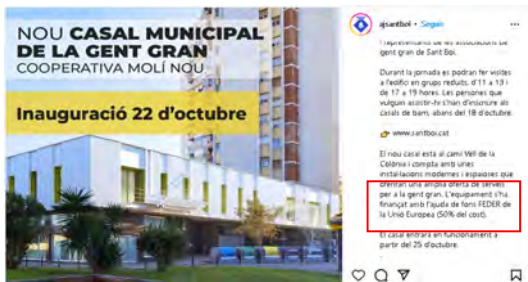 NOU CASAL MUNICIPAL
DE LA GENT GRAN
COOPERATIVA MOLÍ NOU
Inauguració 22 d'octubre
ajsantboi • Seguir
i representants de les associacions de
gent gran de Sant Boi.
Durant la jornada es podran fer visites
a l'edifici en grups reduïts, d'11 a 13 i
de 17 a 19 hores. Les persones que
vulguin assistir-hi s'han d'inscriure als
casals de barri, abans del 18 d'octubre.
www.santboi.cat
El nou casal està al camí Vell de la
Colònia i compta amb unes
instal·lacions modernes i espaioses que
oferiran una àmplia oferta de serveis
per a la gent gran. L'equipament s'ha
finançat amb l'ajuda de fons FEDER de
la Unió Europea (50% del cost).
El casal entrarà en funcionament a
partir del 25 d'octubre.